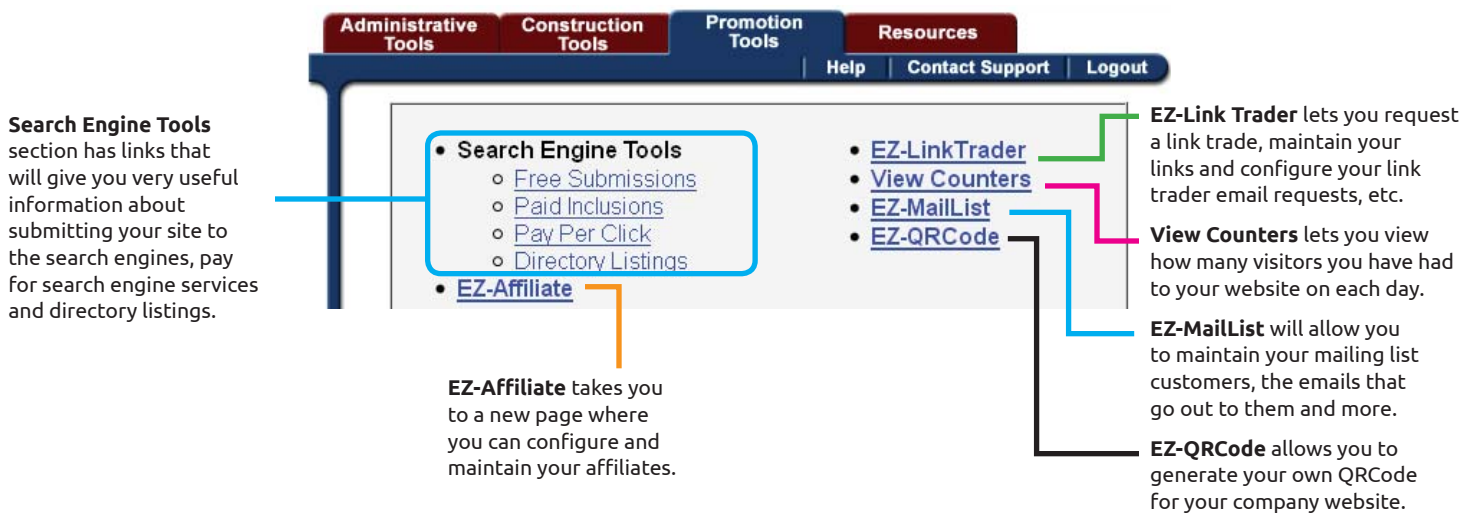 Administrative
Tools
Construction
Tools
Promotion
Tools
Resources
Help | Contact Support | Logout
Search Engine Tools
section has links that
will give you very useful
information about
submitting your site to
the search engines, pay
for search engine services
and directory listings.
• Search Engine Tools
Free Submissions
Paid Inclusions
Pay Per Click
Directory Listings
• EZ-Affiliate
• EZ-LinkTrader
• View Counters
• EZ-MailList
• EZ-QRCode
EZ-Affiliate takes you
to a new page where
you can configure and
maintain your affiliates.
EZ-Link Trader lets you request
a link trade, maintain your
links and configure your link
trader email requests, etc.
View Counters lets you view
how many visitors you have had
to your website on each day.
EZ-MailList will allow you
to maintain your mailing list
customers, the emails that
go out to them and more.
EZ-QRCode allows you to
generate your own QRCode
for your company website.